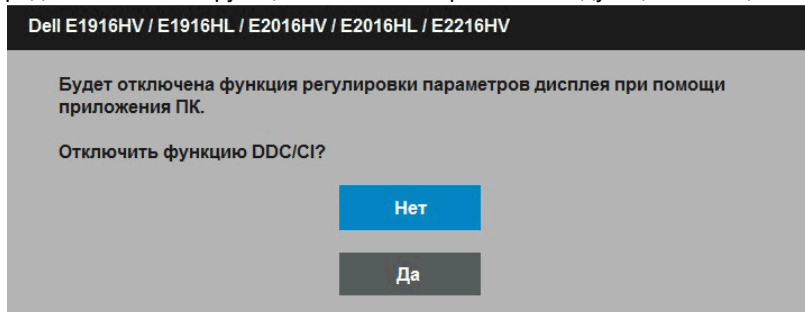 Dell E1916HV / E1916HL / E2016HV / E2016HL / E2216HV
Будет отключена функция регулировки параметров дисплея при помощи
приложения ПК.
Отключить функцию DDC/CI?
Нет
Да